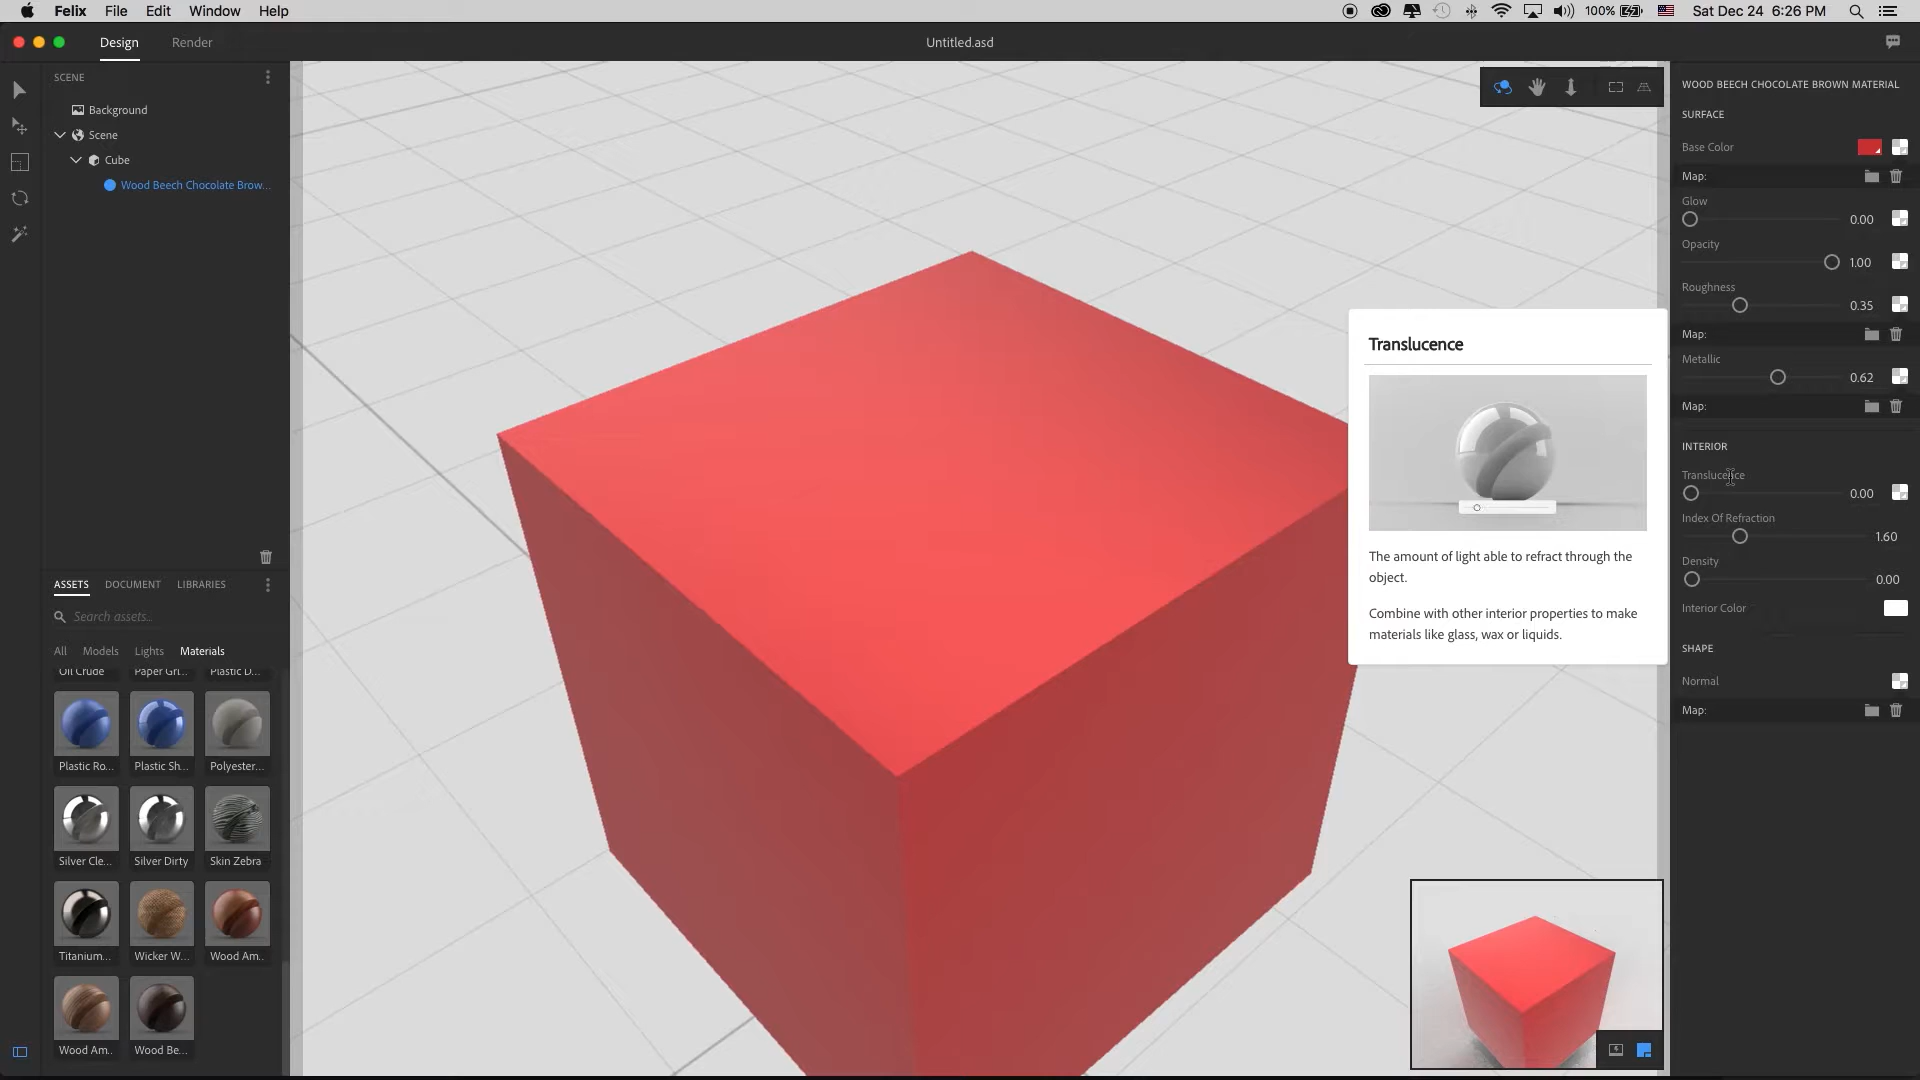 Felix File Edit Window Help
100% Sat Dec 24 6:26 PM
Design Render
Untitled.asd
SCENE
Background
Scene
Cube
Wood Beech Chocolate Brow...
ASSETS DOCUMENT LIBRARIES
Search assets...
All Models Lights Materials
Oil Crude Paper Gri... Plastic D...
Plastic Ro... Plastic Sh... Polyester...
Silver Cle... Silver Dirty Skin Zebra
Titanium... Wicker W... Wood Am..
Wood Am.. Wood Be...
Translucence
The amount of light able to refract through the
object.
Combine with other interior properties to make
materials like glass, wax or liquids.
WOOD BEECH CHOCOLATE BROWN MATERIAL
SURFACE
Base Color
Map:
Glow
0.00
Opacity
1.00
Roughness
0.35
Map:
Metallic
0.62
Map:
INTERIOR
Translucence
0.00
Index Of Refraction
1.60
Density
0.00
Interior Color
SHAPE
Normal
Map: